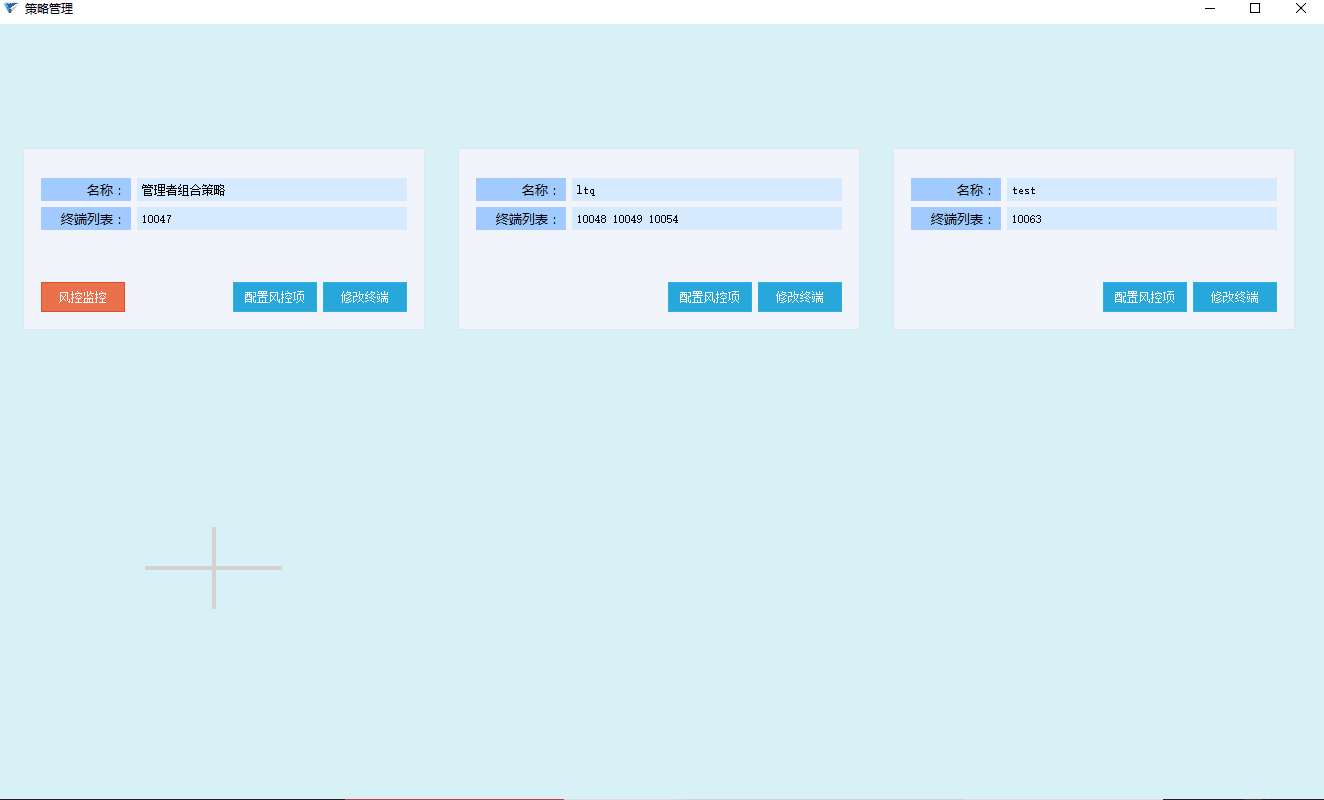 策略管理
名称： 管理者组合策略
终端列表： 10047
风控监控 配置风控项 修改终端
名称： ltq
终端列表： 10048 10049 10054
配置风控项 修改终端
名称： test
终端列表： 10063
配置风控项 修改终端